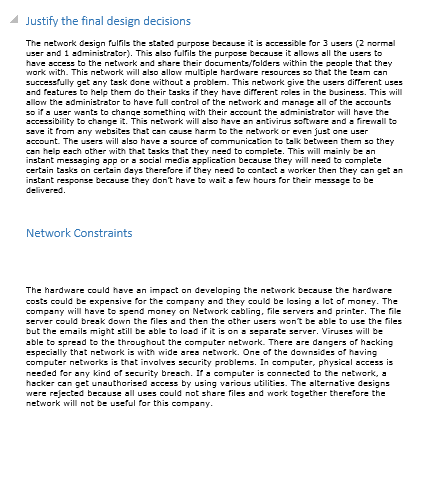 Justify the final design decisions
The network design fulfils the stated purpose because it is accessible for 3 users (2 normal
user and 1 administrator). This also fulfils the purpose because it allows all the users to
have access to the network and share their documents/folders within the people that they
work with. This network will also allow multiple hardware resources so that the team can
successfully get any task done without a problem. This network give the users different uses
and features to help them do their tasks if they have different roles in the business. This will
allow the administrator to have full control of the network and manage all of the accounts
so if a user wants to change something with their account the administrator will have the
accessibility to change it. This network will also have an antivirus software and a firewall to
save it from any websites that can cause harm to the network or even just one user
account. The users will also have a source of communication to talk between them so they
can help each other with that tasks that they need to complete. This will mainly be an
instant messaging app or a social media application because they will need to complete
certain tasks on certain days therefore if they need to contact a worker then they can get an
instant response because they don't have to wait a few hours for their message to be
delivered.
Network Constraints
The hardware could have an impact on developing the network because the hardware
costs could be expensive for the company and they could be losing a lot of money. The
company will have to spend money on Network cabling, file servers and printer. The file
server could break down the files and then the other users won't be able to use the files
but the emails might still be able to load if it is on a separate server. Viruses will be
able to spread to the throughout the computer network. There are dangers of hacking
especially that network is with wide area network. One of the downsides of having
computer networks is that involves security problems. In computer, physical access is
needed for any kind of security breach. If a computer is connected to the network, a
hacker can get unauthorised access by using various utilities. The alternative designs
were rejected because all uses could not share files and work together therefore the
network will not be useful for this company.